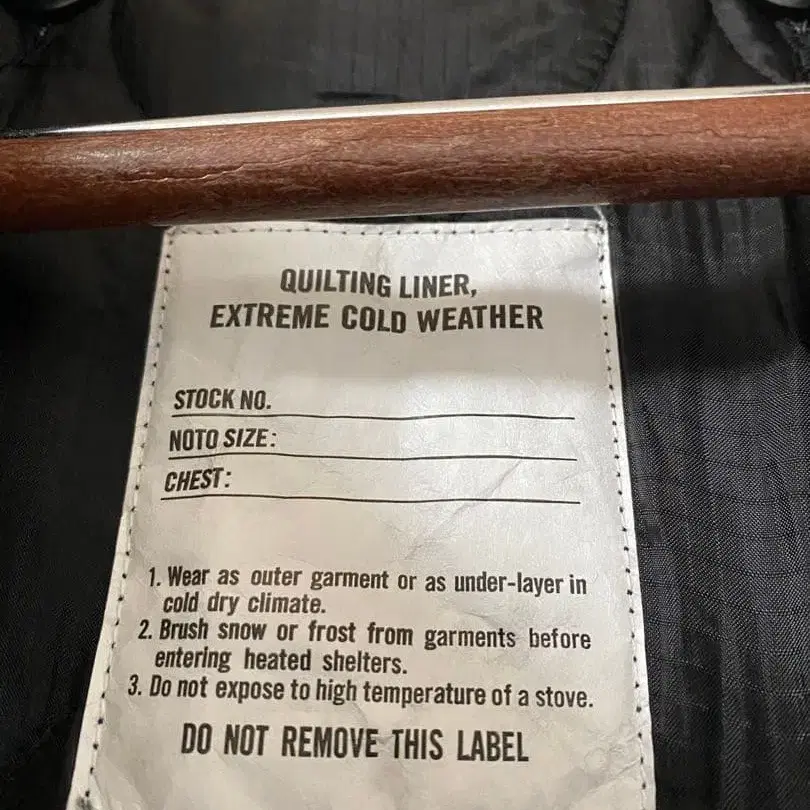 QUILTING LINER,
EXTREME COLD WEATHER
STOCK NO.
NOTO SIZE:
CHEST:
1. Wear as outer garment or as under-layer in
cold dry climate.
2. Brush snow or frost from garments before
entering heated shelters.
3. Do not expose to high temperature of a stove.
DO NOT REMOVE THIS LABEL